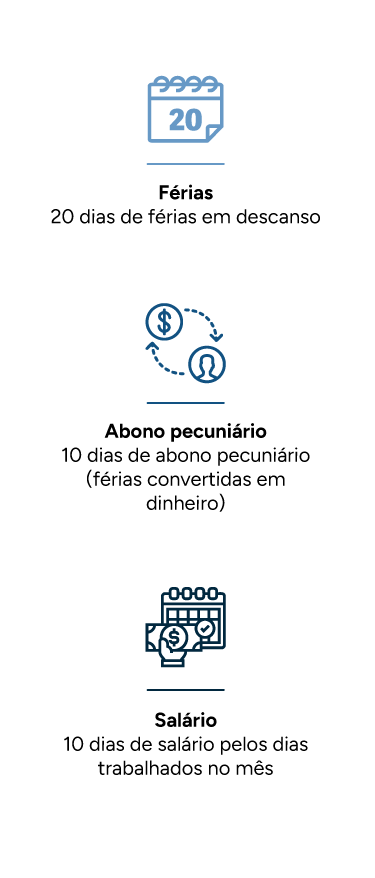 20
Férias
20 dias de férias em descanso
$
Abono pecuniário
10 dias de abono pecuniário
(férias convertidas em
dinheiro)
$
Salário
10 dias de salário pelos dias
trabalhados no mês